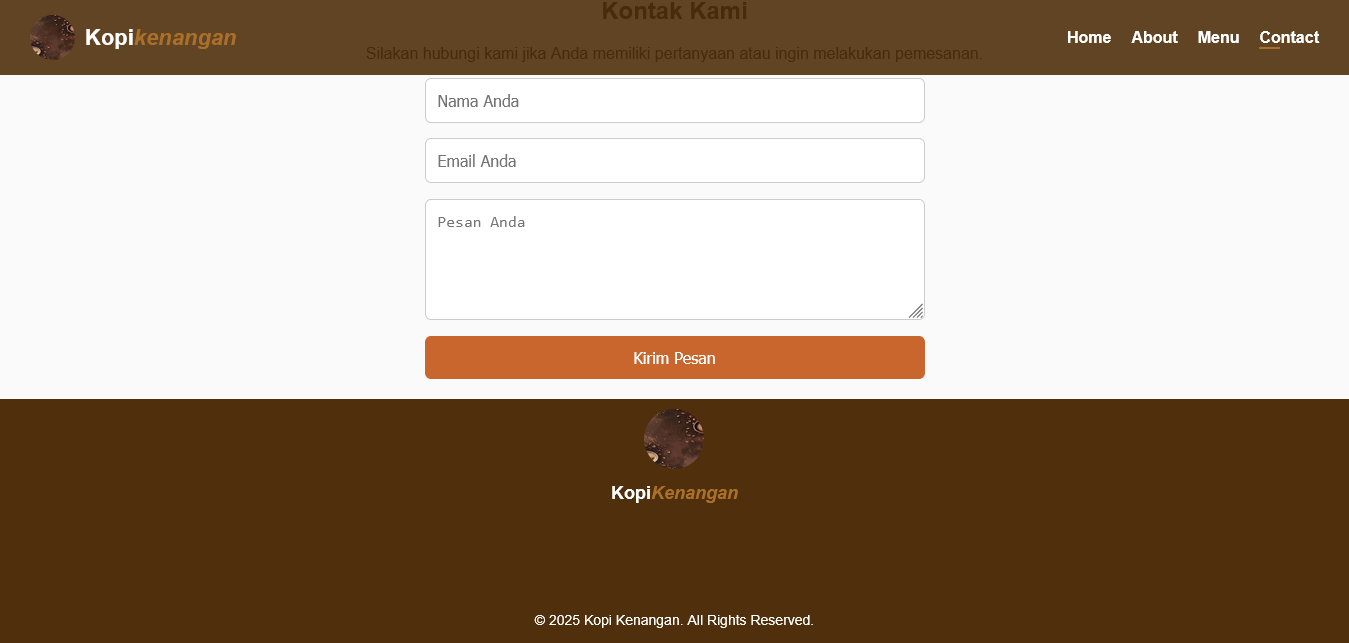 Kopikenangan
Home About Menu Contact
Kontak Kami
Silakan hubungi kami jika Anda memiliki pertanyaan atau ingin melakukan pemesanan.
Nama Anda
Email Anda
Pesan Anda
Kirim Pesan
KopiKenangan
© 2025 Kopi Kenangan. All Rights Reserved.